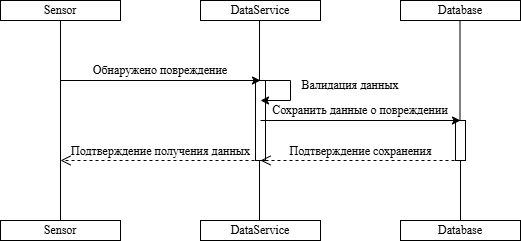 Sensor
DataService
Database
Обнаружено повреждение
Валидация данных
Сохранить данные о повреждении
Подтверждение получения данных
Подтверждение сохранения
Sensor
DataService
Database